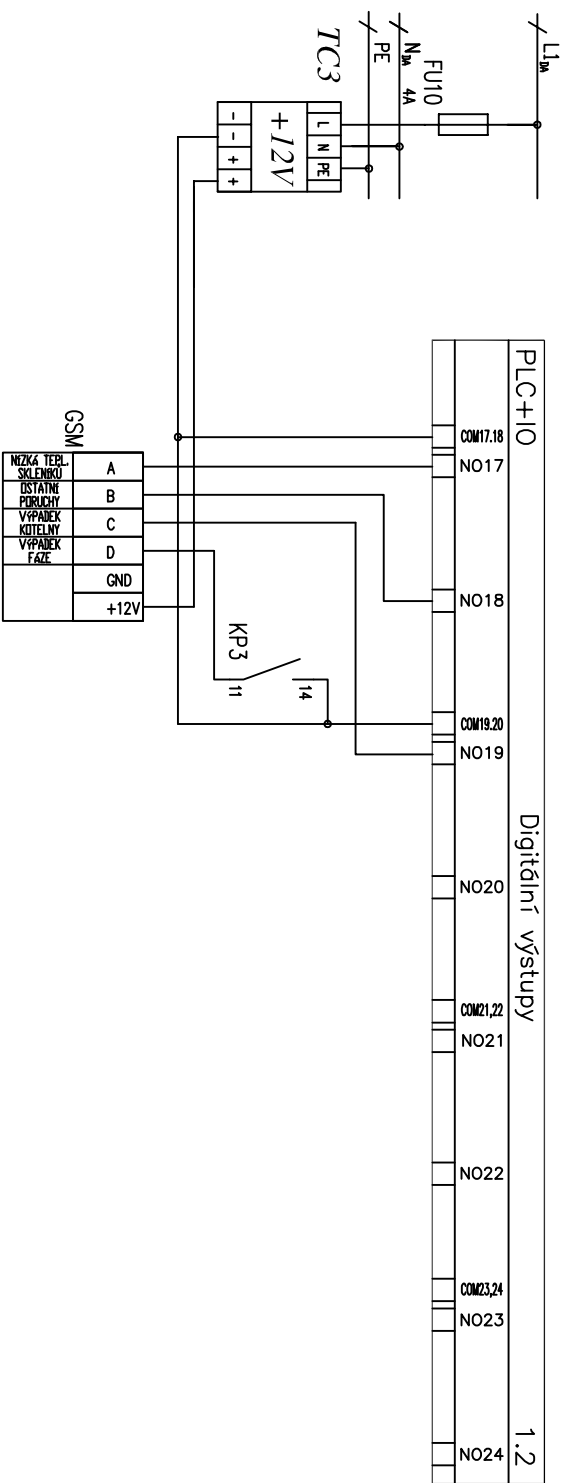 L1DA
NDA
PE
FU10
4A
TC3
L
N
PE
+12V
-
-
+
+
PLC+IO
Digitální výstupy
1.2
COM17.18
NO17
NO18
COM19.20
NO19
NO20
COM21,22
NO21
NO22
COM23,24
NO23
NO24
KP3
11
14
GSM
A
B
C
D
GND
+12V
NÍZKÁ TEPL.
SKLENÍKŮ
OSTATNÍ
PORUCHY
VÝPADEK
KOTELNY
VÝPADEK
FÁZE